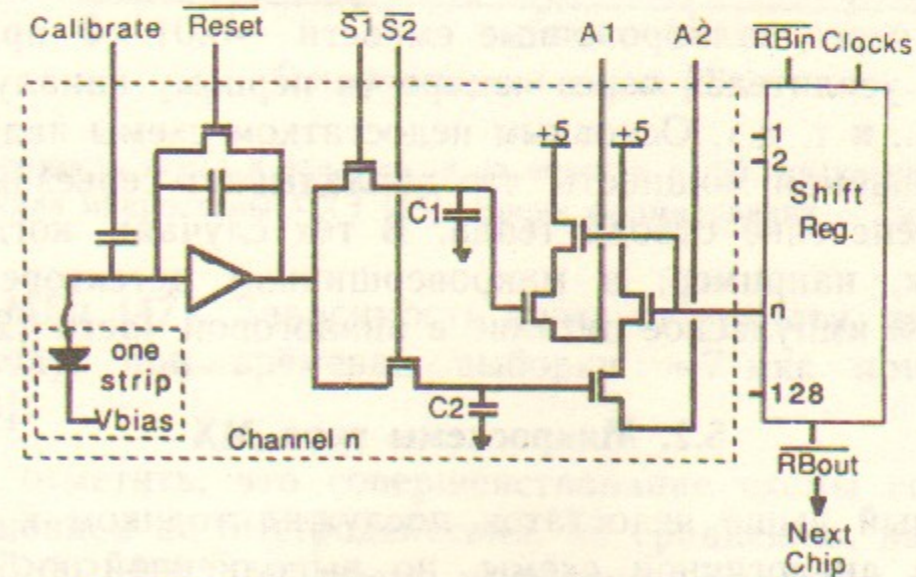 Calibrate
Reset
S1 S2
A1
A2
RBin Clocks
+5
+5
1
2
Shift
Reg.
C1
n
one
strip
Vbias
C2
128
Channel n
RBout
Next
Chip